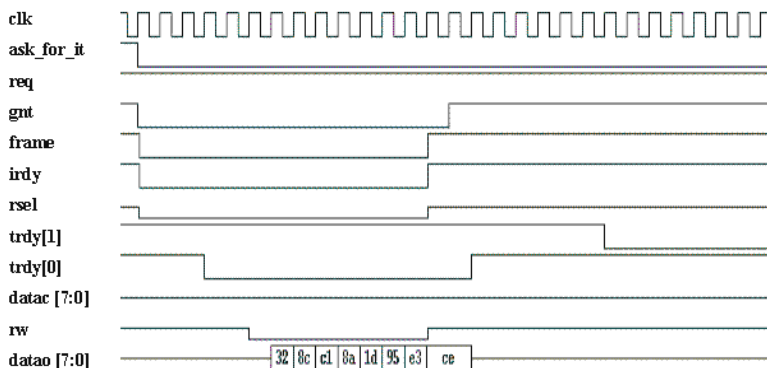 clk
ask_for_it
req
gnt
frame
irdy
rsel
trdy[1]
trdy[0]
datac [7:0]
rw
datao [7:0] 32 8c c1 8a 1d 95 e3 ce